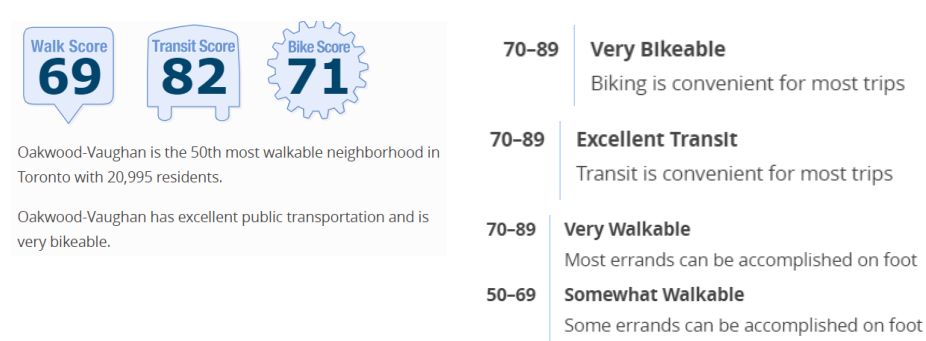 Walk Score
69
Transit Score
82
Bike Score
71
Oakwood-Vaughan is the 50th most walkable neighborhood in
Toronto with 20,995 residents.
Oakwood-Vaughan has excellent public transportation and is
very bikeable.
70–89 Very Bikeable
Biking is convenient for most trips
70–89 Excellent Transit
Transit is convenient for most trips
70–89 Very Walkable
Most errands can be accomplished on foot
50–69 Somewhat Walkable
Some errands can be accomplished on foot